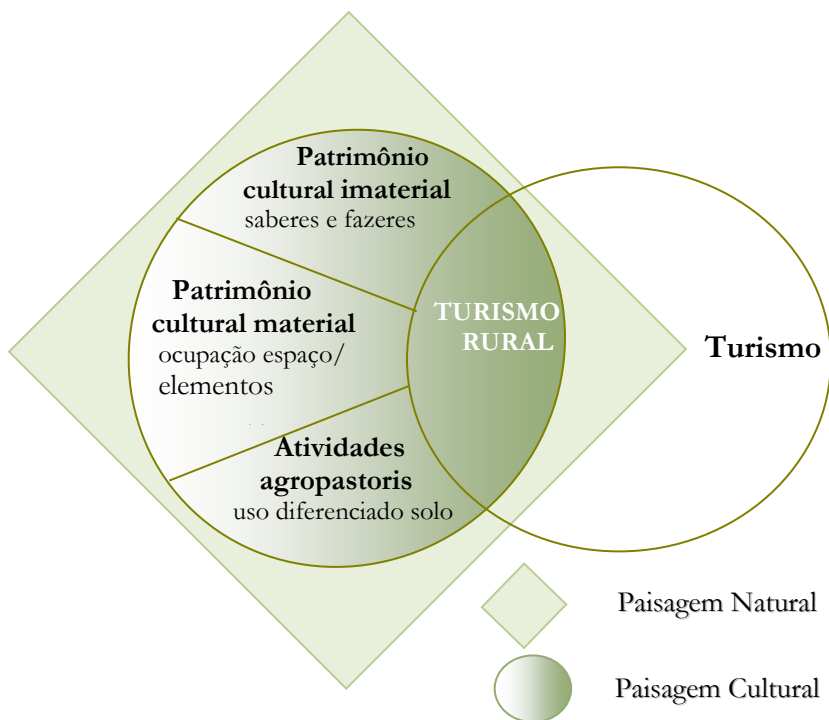 Patrimônio
cultural imaterial
saberes e fazeres
Patrimônio
cultural material
ocupação espaço/
elementos
TURISMO
RURAL
Turismo
Atividades
agropastoris
uso diferenciado solo
Paisagem Natural
Paisagem Cultural